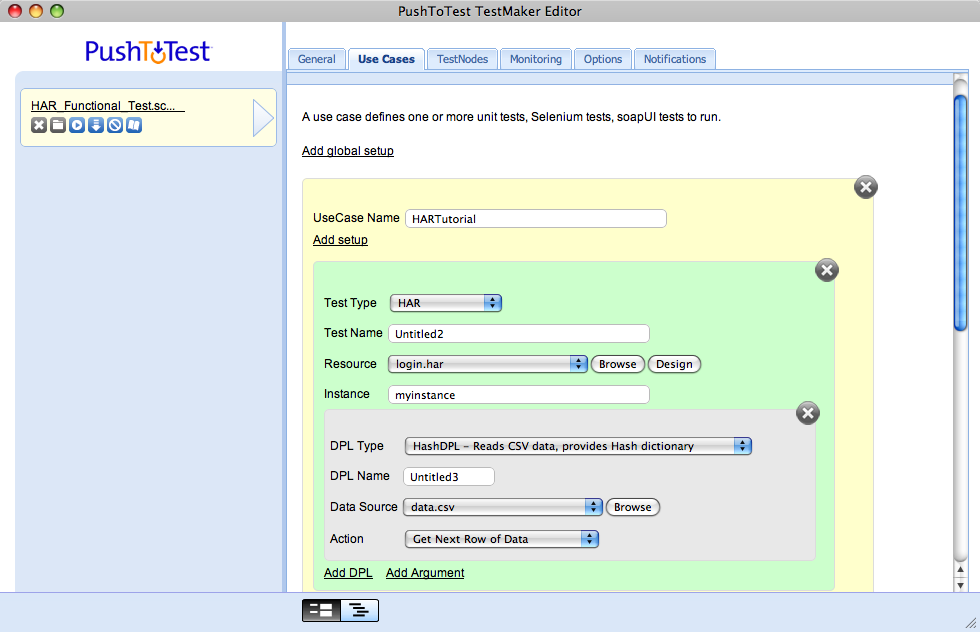 PushToTest TestMaker Editor
PushToTest
HAR_Functional_Test.sc...
General Use Cases TestNodes Monitoring Options Notifications
A use case defines one or more unit tests, Selenium tests, soapUI tests to run.
Add global setup
UseCase Name HARTutorial
Add setup
Test Type HAR
Test Name Untitled2
Resource login.har Browse Design
Instance myinstance
DPL Type HashDPL - Reads CSV data, provides Hash dictionary
DPL Name Untitled3
Data Source data.csv Browse
Action Get Next Row of Data
Add DPL Add Argument